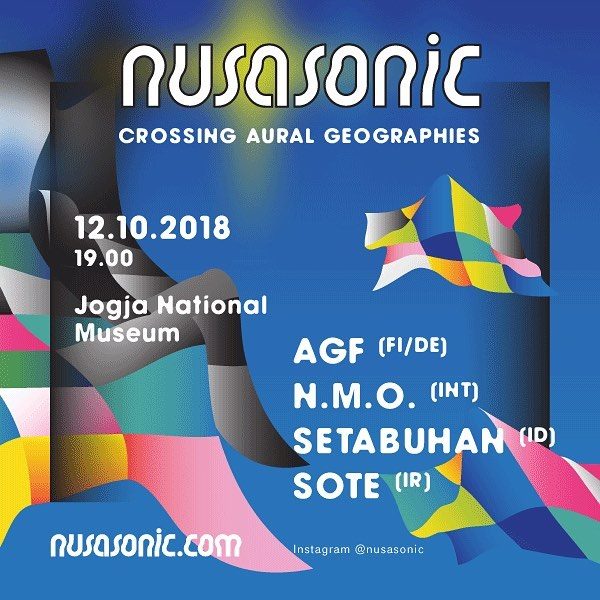 nusasonic
CROSSING AURAL GEOGRAPHIES
12.10.2018
19.00
Jogja National
Museum
AGF (FI/DE)
N.M.O. (INT)
SETABUHAN (ID)
SOTE (IR)
nusasonic.com
Instagram @nusasonic